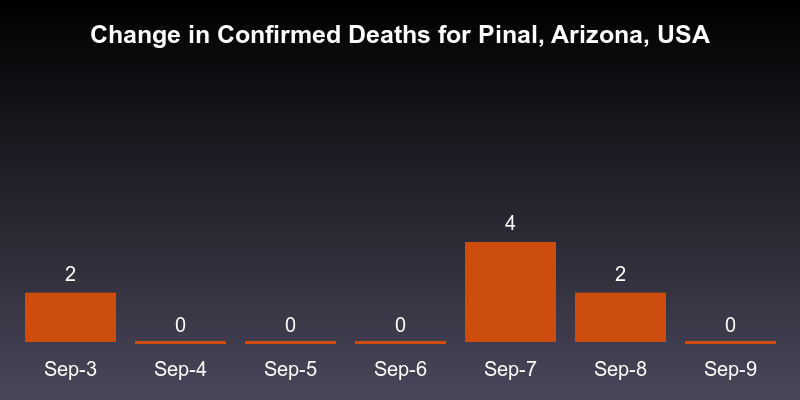 Change in Confirmed Deaths for Pinal, Arizona, USA
4
2 2
0 0 0 0
Sep-3 Sep-4 Sep-5 Sep-6 Sep-7 Sep-8 Sep-9